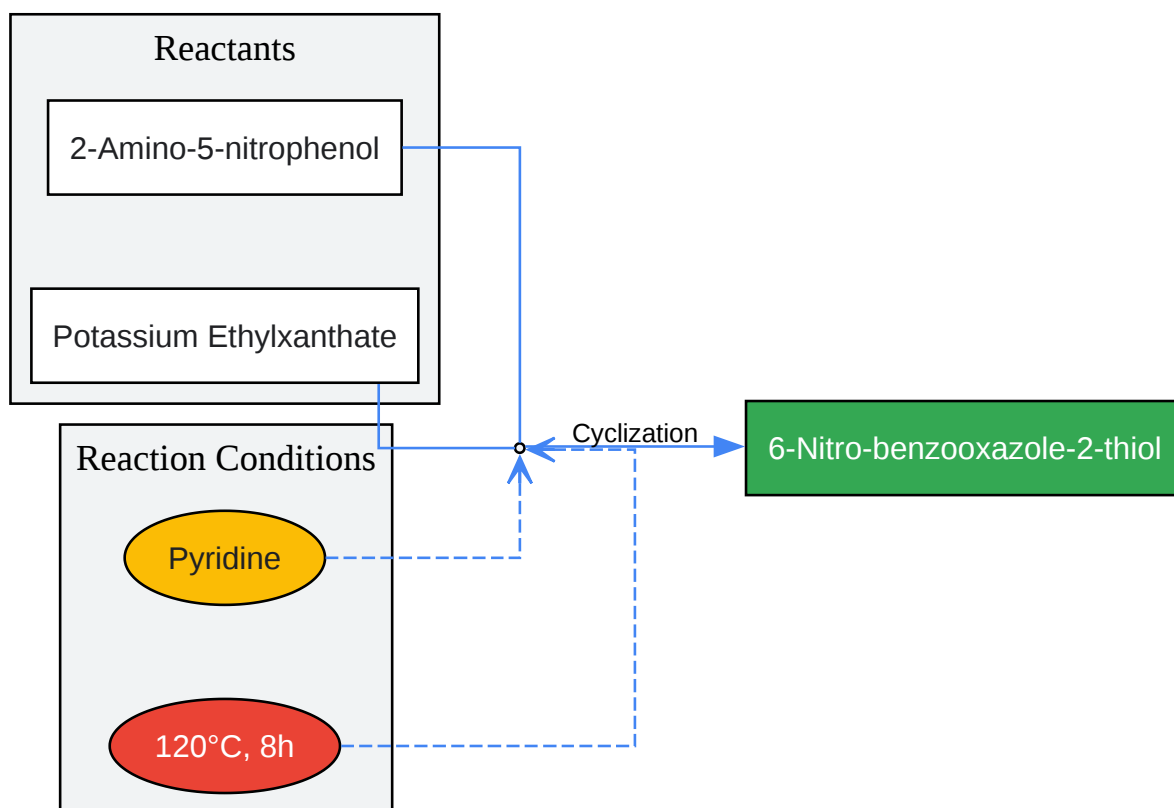 Reactants
2-Amino-5-nitrophenol
Potassium Ethylxanthate
Cyclization
6-Nitro-benzooxazole-2-thiol
Reaction Conditions
Pyridine
120°C, 8h